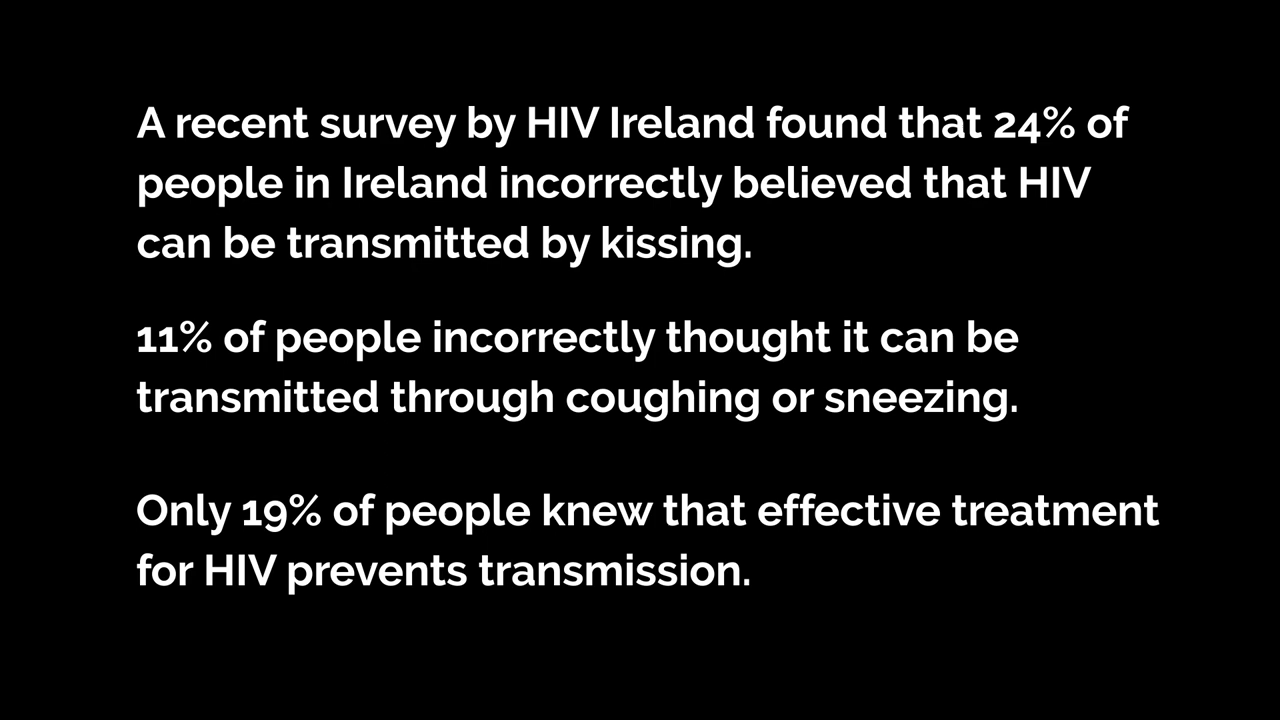 A recent survey by HIV Ireland found that 24% of
people in Ireland incorrectly believed that HIV
can be transmitted by kissing.
11% of people incorrectly thought it can be
transmitted through coughing or sneezing.
Only 19% of people knew that effective treatment
for HIV prevents transmission.